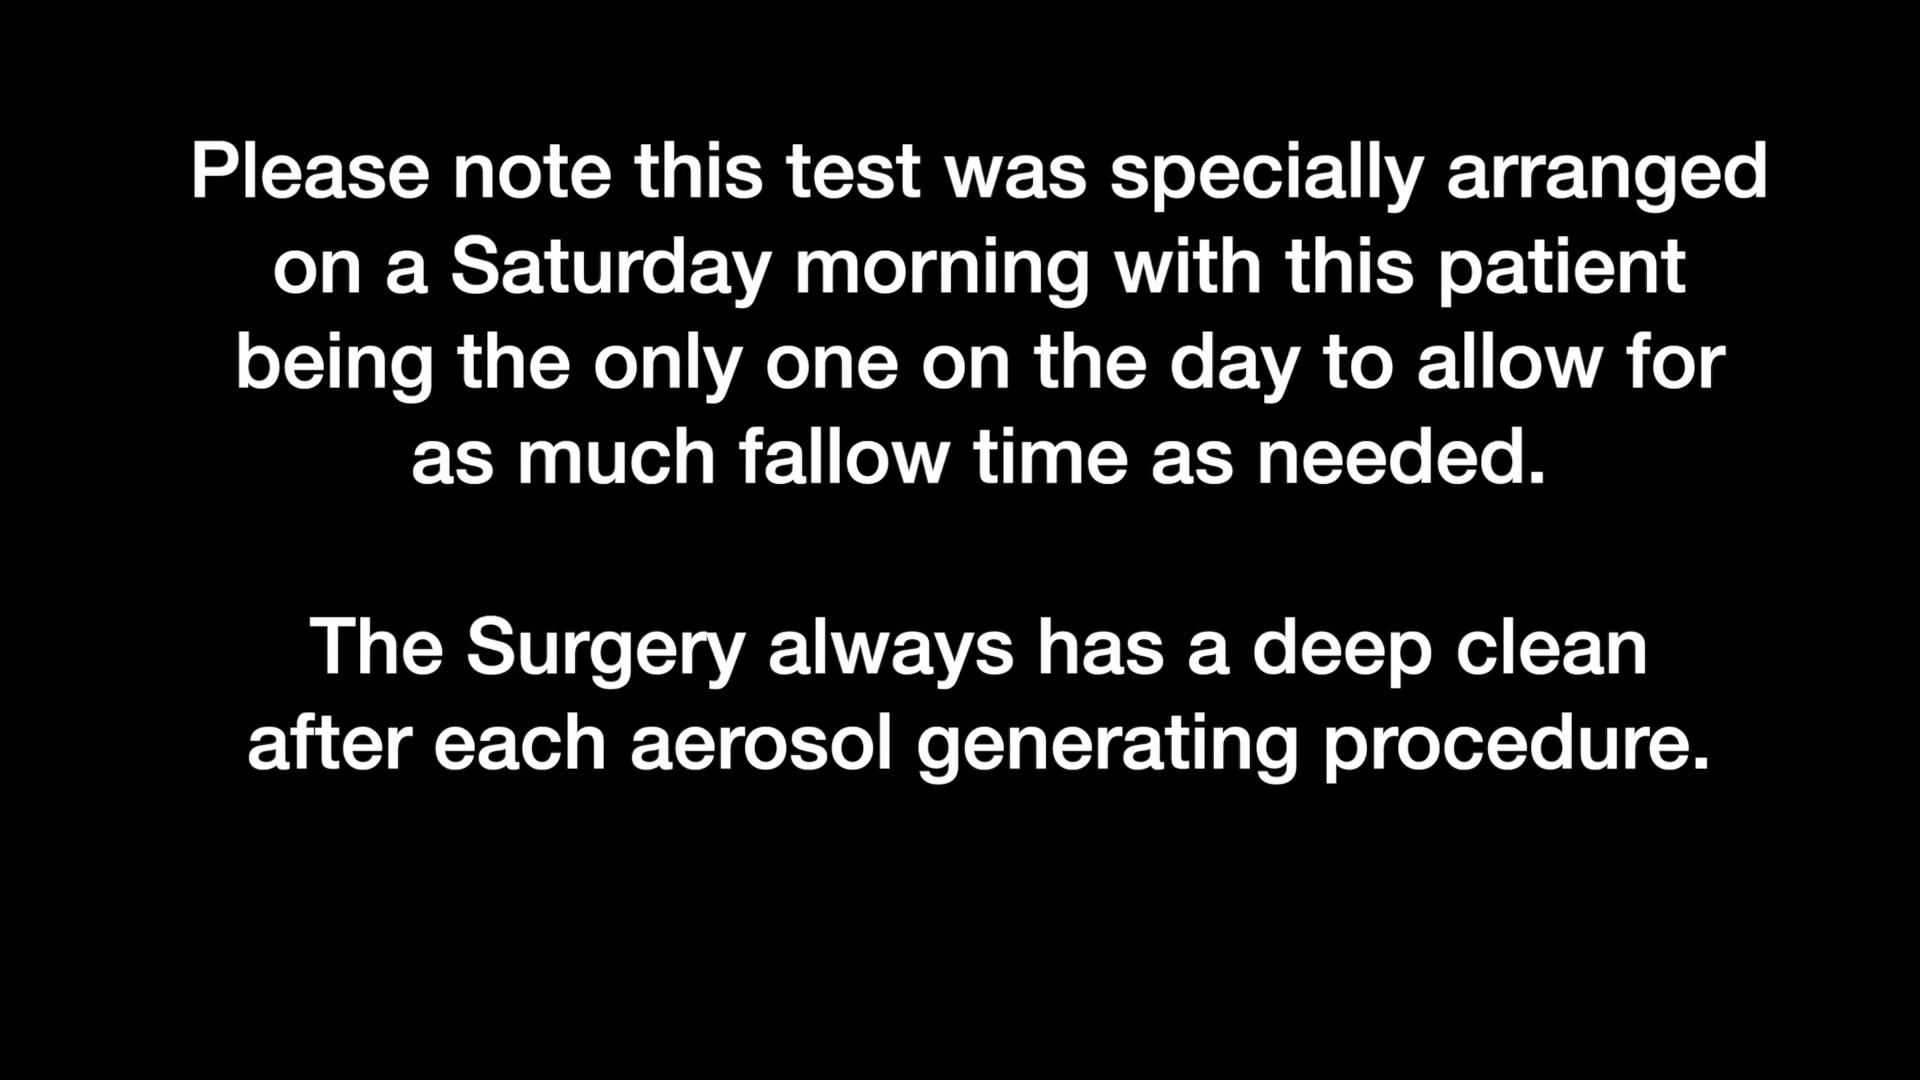 Please note this test was specially arranged
on a Saturday morning with this patient
being the only one on the day to allow for
as much fallow time as needed.
The Surgery always has a deep clean
after each aerosol generating procedure.